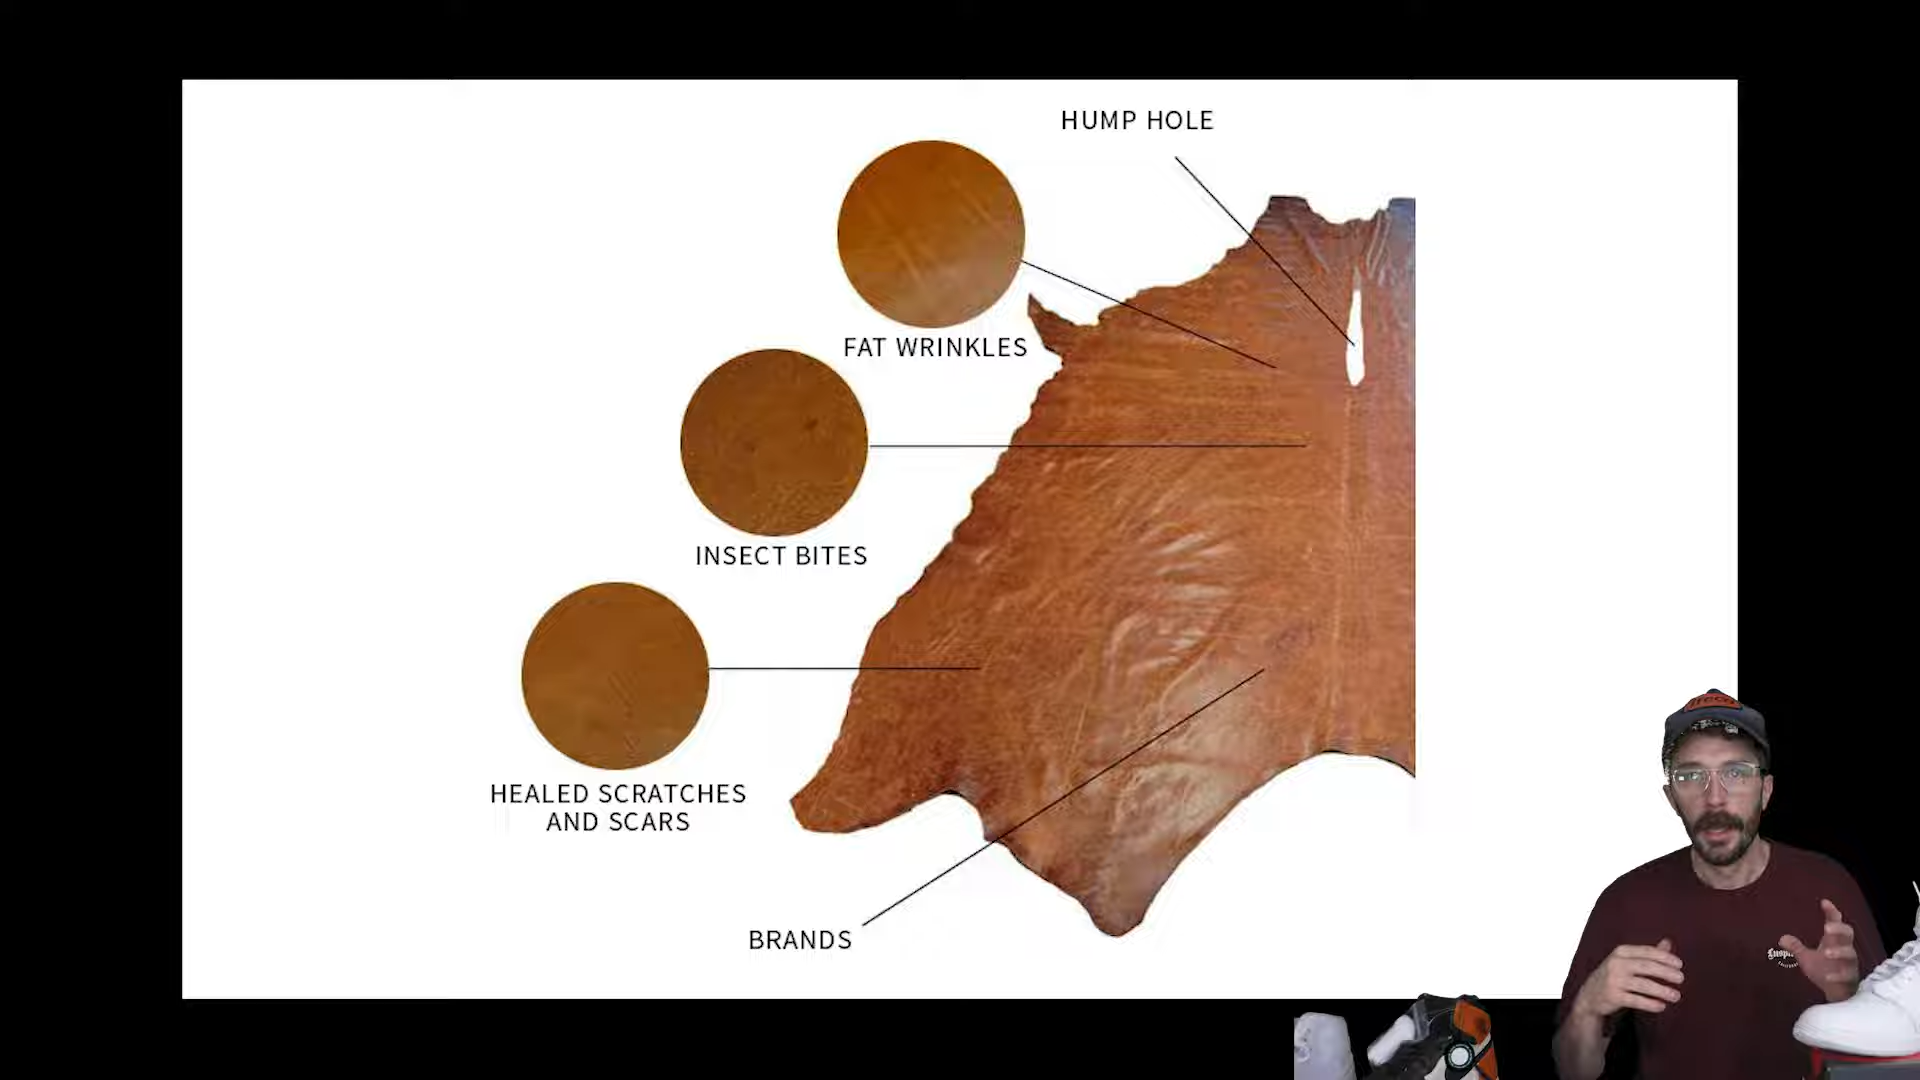 HUMP HOLE
FAT WRINKLES
INSECT BITES
HEALED SCRATCHES
AND SCARS
BRANDS